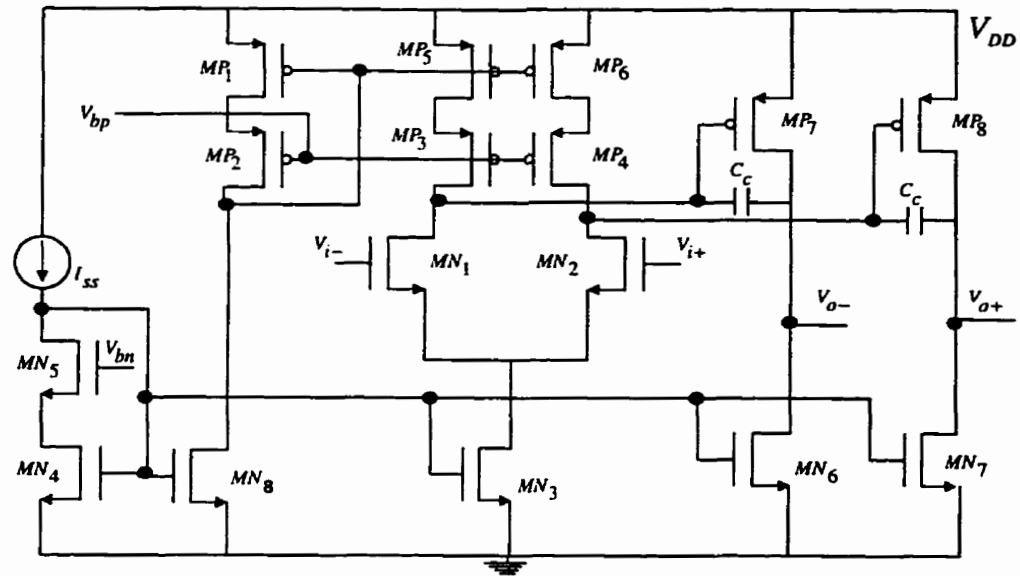 V_DD
MP_1
MP_5
MP_6
V_bp
MP_7
MP_8
MP_2
MP_3
MP_4
C_c
C_c
V_i-
MN_1
MN_2
V_i+
I_ss
V_o-
V_o+
MN_5
V_bn
MN_4
MN_8
MN_3
MN_6
MN_7